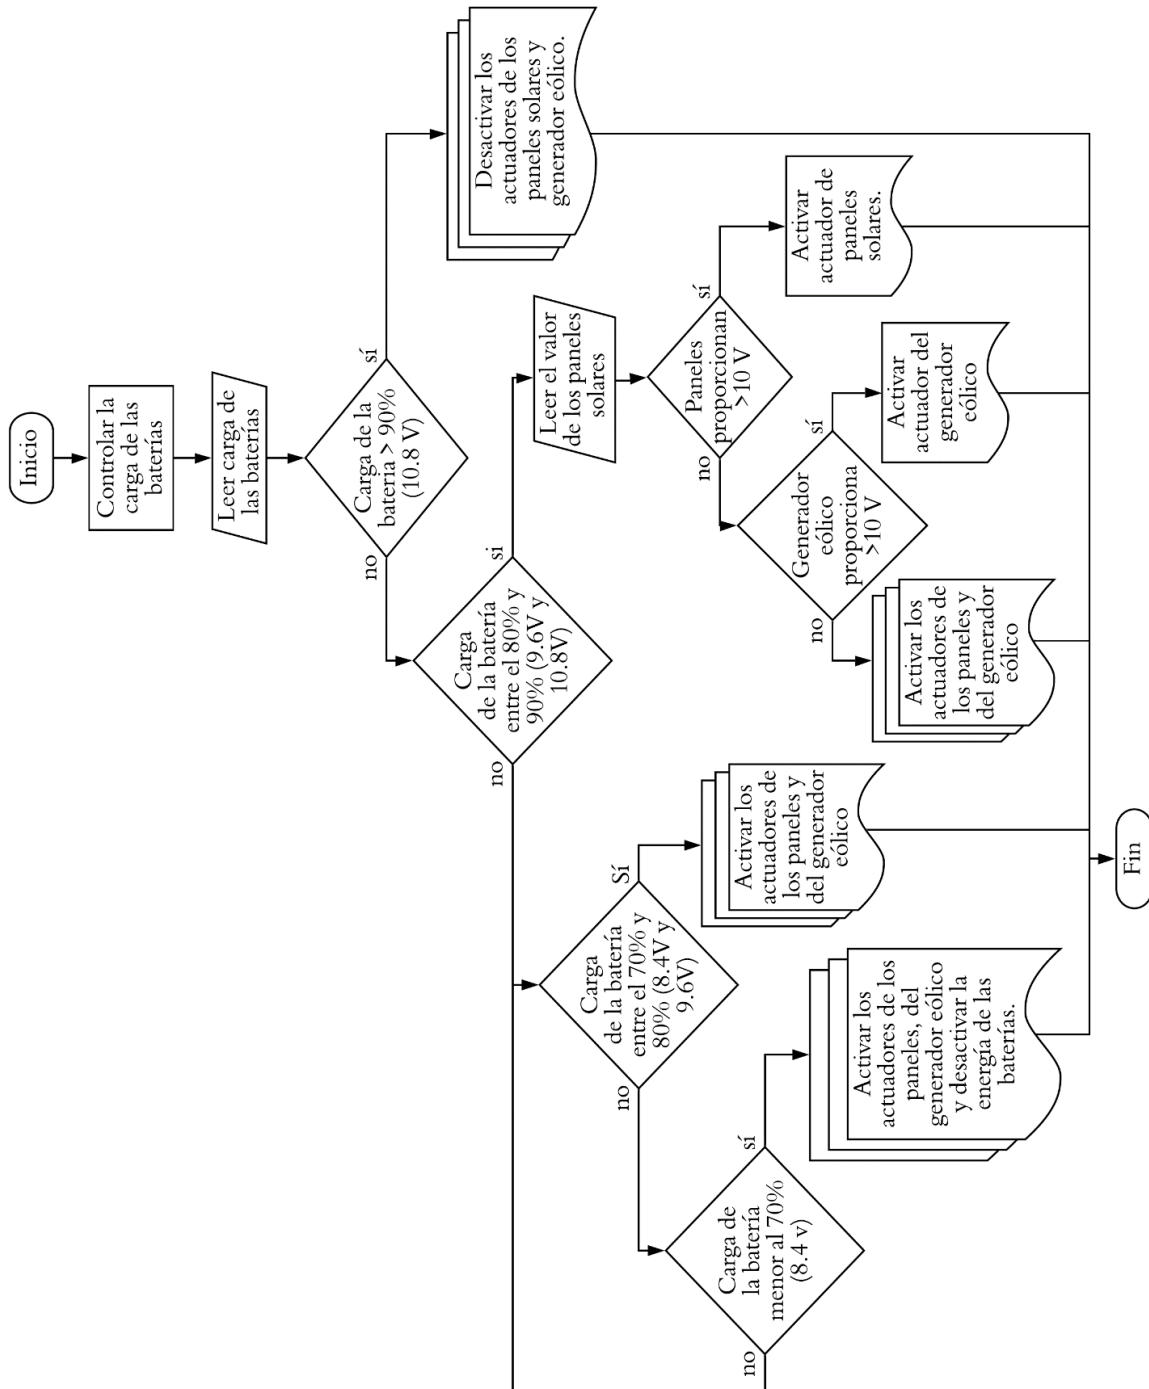 Inicio
Controlar la
carga de las
baterías
Leer carga de
las baterías
Carga de la
bateria > 90%
(10.8 V)
sí
no
Desactivar los
actuadores de los
paneles solares y
generador eólico.
Carga
de la batería
entre el 80% y
90% (9.6V y
10.8V)
si
no
Leer el valor
de los paneles
solares
Paneles
proporcionan
>10 V
sí
no
Activar
actuador de
paneles
solares.
Generador
eólico
proporciona
>10 V
sí
no
Activar
actuador del
generador
eólico
Activar los
actuadores de
los paneles y
del generador
eólico
Carga
de la batería
entre el 70% y
80% (8.4V y
9.6V)
Sí
no
Activar los
actuadores de
los paneles y
del generador
eólico
Carga de
la batería
menor al 70%
(8.4 v)
sí
no
Activar los
actuadores de los
paneles, del
generador eólico
y desactivar la
energía de las
baterías.
Fin